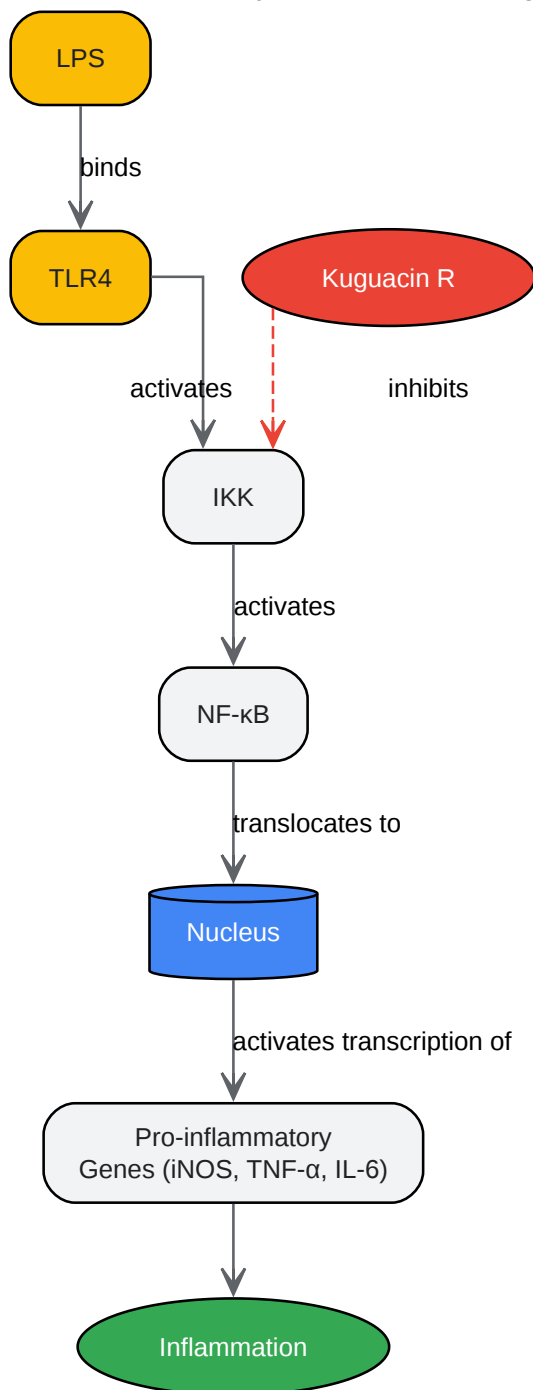 LPS
binds
TLR4
Kuguacin R
activates
inhibits
IKK
activates
NF-κB
translocates to
Nucleus
activates transcription of
Pro-inflammatory
Genes (iNOS, TNF-α, IL-6)
Inflammation